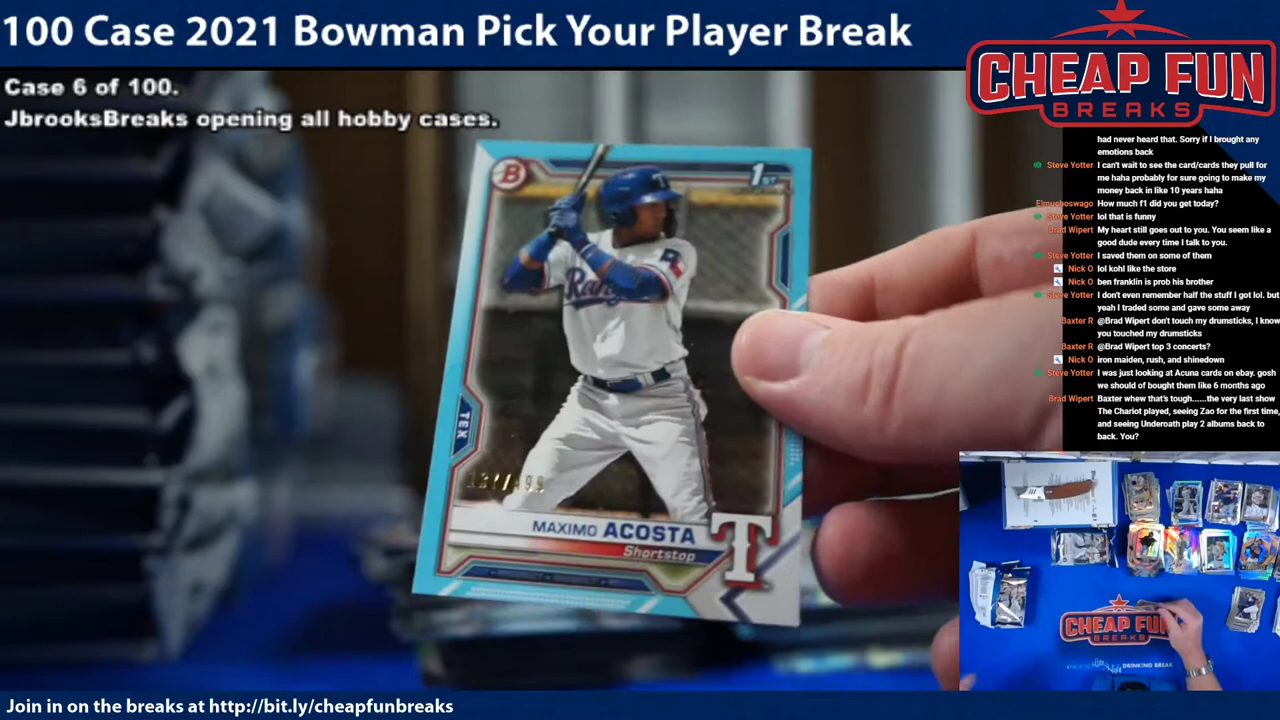 100 Case 2021 Bowman Pick Your Player Break
CHEAP FUN
BREAKS
Case 6 of 100.
JbrooksBreaks opening all hobby cases.
B
1ST
T
Rangers
TEX
MAXIMO ACOSTA
Shortstop
T
had never heard that. Sorry if I brought any
emotions back
Steve Yotter I can't wait to see the card/cards they pull for
me haha probably for sure going to make my
money back in like 10 years haha
Elmuchoswago How much f1 did you get today?
Steve Yotter lol that is funny
Brad Wipert My heart still goes out to you. You seem like a
good dude every time I talk to you.
Steve Yotter I saved them on some of them
Nick O lol kohl like the store
Nick O ben franklin is prob his brother
Steve Yotter I don't even remember half the stuff I got lol. but
yeah I traded some and gave some away
Baxter R @Brad Wipert don't touch my drumsticks, I know
you touched my drumsticks
Baxter R @Brad Wipert top 3 concerts?
Nick O iron maiden, rush, and shinedown
Steve Yotter I was just looking at Acuna cards on ebay. gosh
we should of bought them like 6 months ago
Brad Wipert Baxter whew that's tough......the very last show
The Chariot played, seeing Zao for the first time,
and seeing Underoath play 2 albums back to
back. You?
CHEAP FUN
BREAKS
DRINKING BREAK
Join in on the breaks at http://bit.ly/cheapfunbreaks